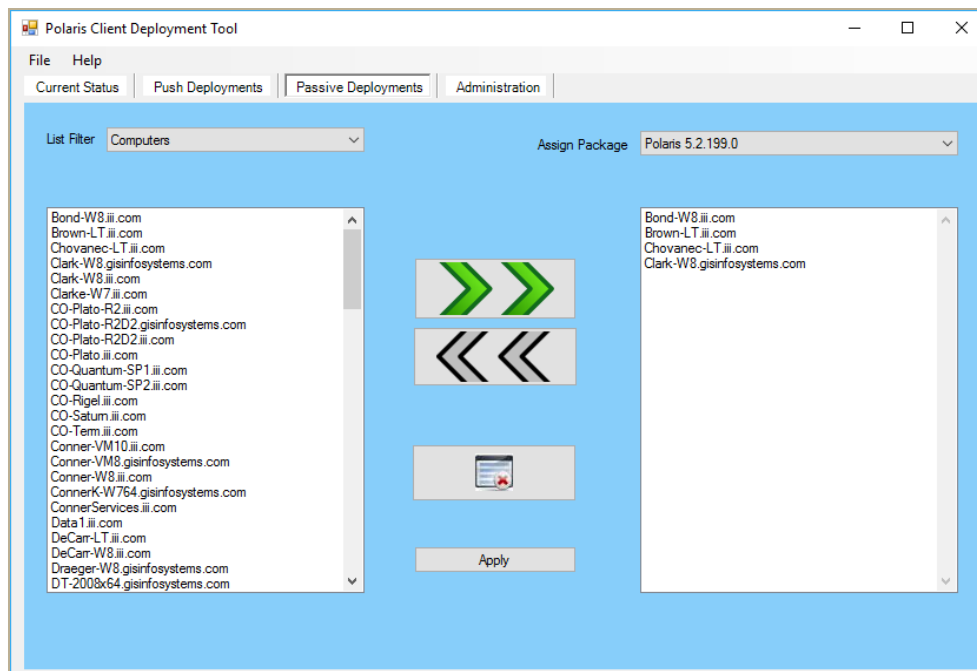 Polaris Client Deployment Tool
File Help
Current Status Push Deployments Passive Deployments Administration
List Filter Computers
Assign Package Polaris 5.2.199.0
Bond-W8.iii.com
Brown-LT.iii.com
Chovanec-LT.iii.com
Clark-W8.gisinfosystems.com
Clark-W8.iii.com
Clarke-W7.iii.com
CO-Plato-R2.iii.com
CO-Plato-R2D2.gisinfosystems.com
CO-Plato-R2D2.iii.com
CO-Plato.iii.com
CO-Quantum-SP1.iii.com
CO-Quantum-SP2.iii.com
CO-Rigel.iii.com
CO-Saturn.iii.com
CO-Term.iii.com
Conner-VM10.iii.com
Conner-VM8.gisinfosystems.com
Conner-W8.iii.com
ConnerK-W764.gisinfosystems.com
ConnerServices.iii.com
Data1.iii.com
DeCarr-LT.iii.com
DeCarr-W8.iii.com
Draeger-W8.gisinfosystems.com
DT-2008x64.gisinfosystems.com
Apply
Bond-W8.iii.com
Brown-LT.iii.com
Chovanec-LT.iii.com
Clark-W8.gisinfosystems.com